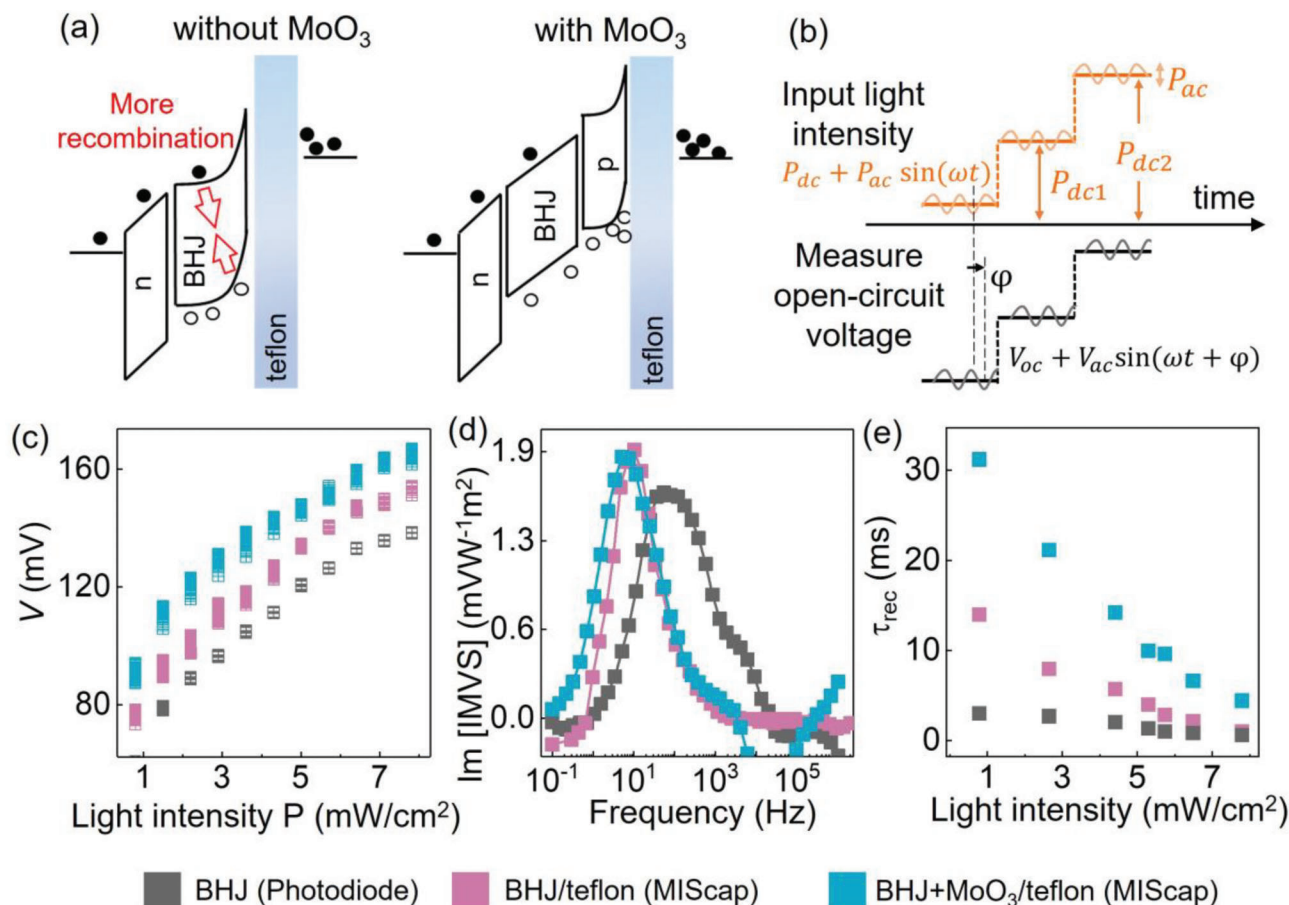 (a)
without MoO3
with MoO3
More
recombination
n
BHJ
teflon
n
BHJ
p
teflon
(b)
Input light
intensity
Pac
Pdc + Pac sin(ωt)
Pdc1
Pdc2
time
Measure
open-circuit
voltage
φ
Voc + Vac sin(ωt + φ)
(c)
V (mV)
160
120
80
1 3 5 7
Light intensity P (mW/cm2)
(d)
Im [IMVS] (mVW-1m2)
1.9
1.3
0.6
0.0
10-1 101 103 105
Frequency (Hz)
(e)
τrec (ms)
30
20
10
0
1 3 5 7
Light intensity (mW/cm2)
BHJ (Photodiode)
BHJ/teflon (MIScap)
BHJ+MoO3/teflon (MIScap)